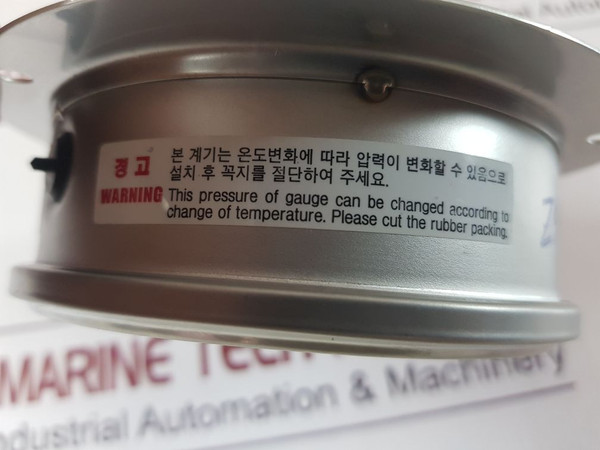 경고
본 계기는 온도변화에 따라 압력이 변화할 수 있음으로
설치 후 꼭지를 절단하여 주세요.
WARNING
This pressure of gauge can be changed according to
change of temperature. Please cut the rubber packing.
MARINE TECH
Industrial Automation & Machinery